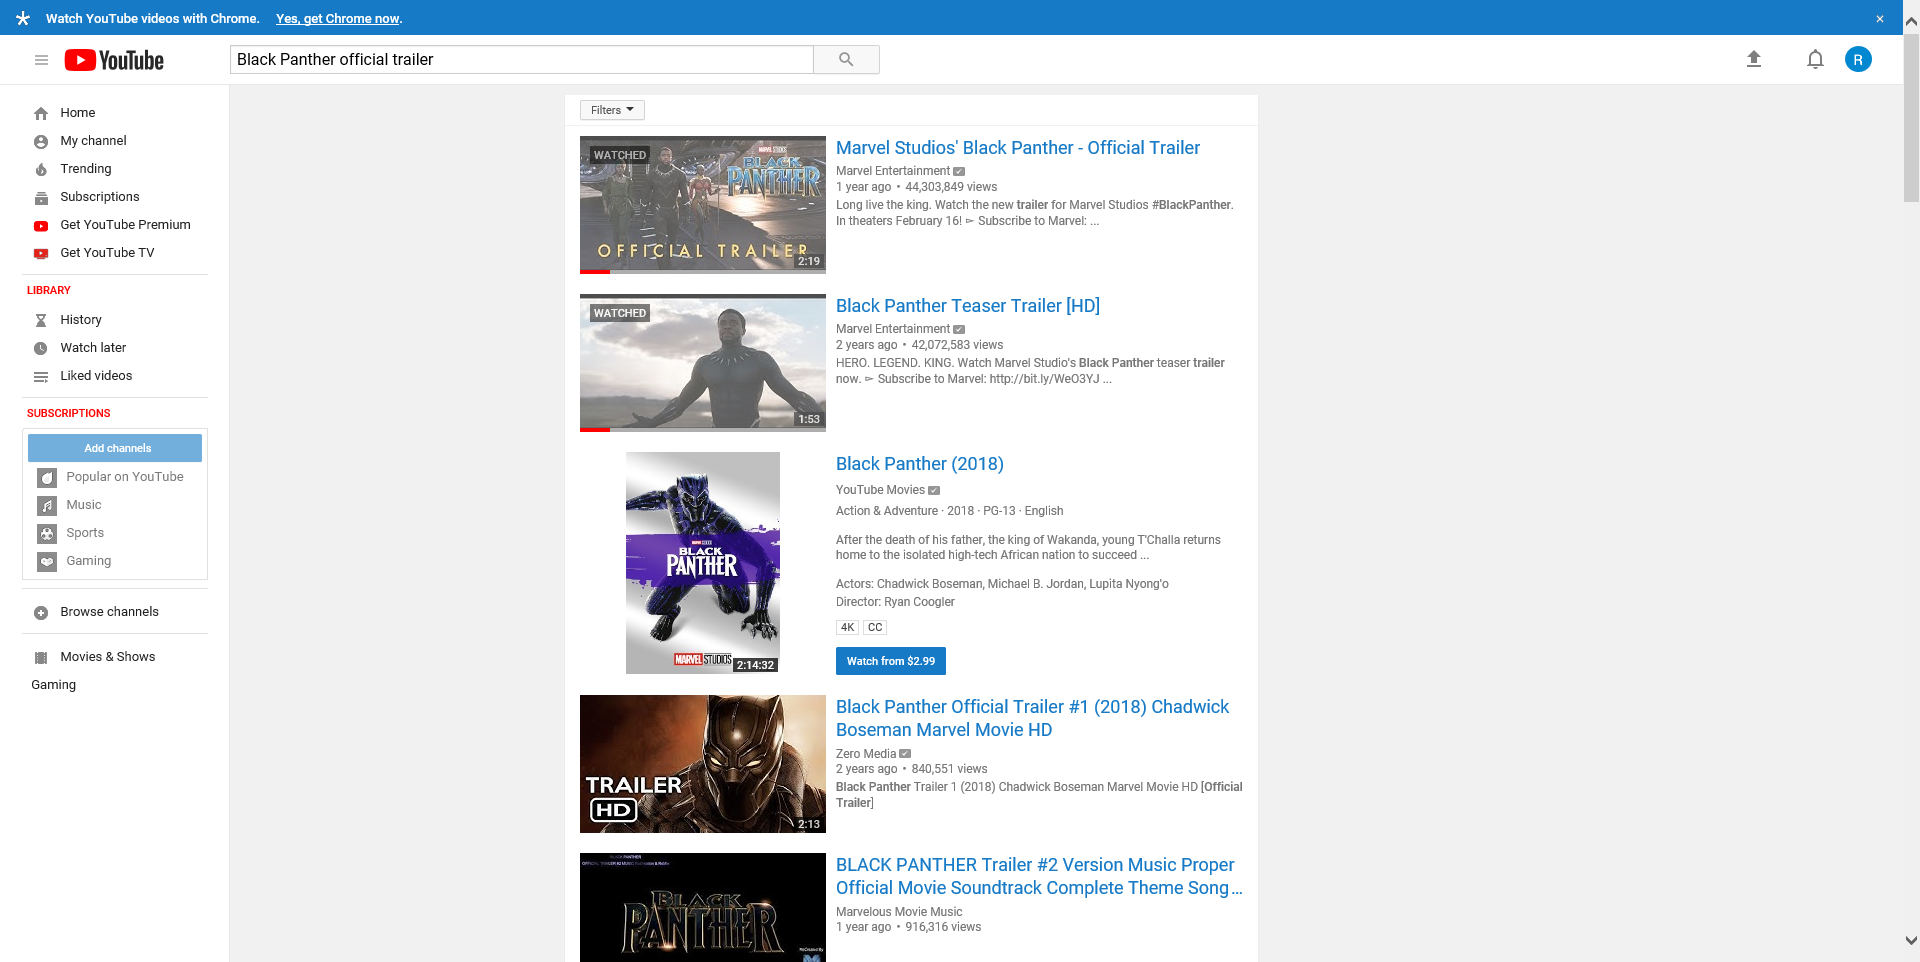 Watch YouTube videos with Chrome. Yes, get Chrome now.
YouTube
Black Panther official trailer
R
Home
My channel
Trending
Subscriptions
Get YouTube Premium
Get YouTube TV
LIBRARY
History
Watch later
Liked videos
SUBSCRIPTIONS
Add channels
Popular on YouTube
Music
Sports
Gaming
Browse channels
Movies & Shows
Gaming
Filters
WATCHED
MARVEL STUDIOS
BLACK
PANTHER
OFFICIAL TRAILER
2:19
Marvel Studios' Black Panther - Official Trailer
Marvel Entertainment
1 year ago • 44,303,849 views
Long live the king. Watch the new trailer for Marvel Studios #BlackPanther.
In theaters February 16! ► Subscribe to Marvel: ...
WATCHED
1:53
Black Panther Teaser Trailer [HD]
Marvel Entertainment
2 years ago • 42,072,583 views
HERO. LEGEND. KING. Watch Marvel Studio's Black Panther teaser trailer
now. ► Subscribe to Marvel: http://bit.ly/WeO3YJ ...
MARVEL STUDIOS
BLACK
PANTHER
MARVEL STUDIOS
2:14:32
Black Panther (2018)
YouTube Movies
Action & Adventure · 2018 · PG-13 · English
After the death of his father, the king of Wakanda, young T'Challa returns
home to the isolated high-tech African nation to succeed ...
Actors: Chadwick Boseman, Michael B. Jordan, Lupita Nyong'o
Director: Ryan Coogler
4K CC
Watch from $2.99
TRAILER
HD
2:13
Black Panther Official Trailer #1 (2018) Chadwick
Boseman Marvel Movie HD
Zero Media
2 years ago • 840,551 views
Black Panther Trailer 1 (2018) Chadwick Boseman Marvel Movie HD [Official
Trailer]
BLACK PANTHER
BLACK
PANTHER
BLACK PANTHER Trailer #2 Version Music Proper
Official Movie Soundtrack Complete Theme Song...
Marvelous Movie Music
1 year ago • 916,316 views